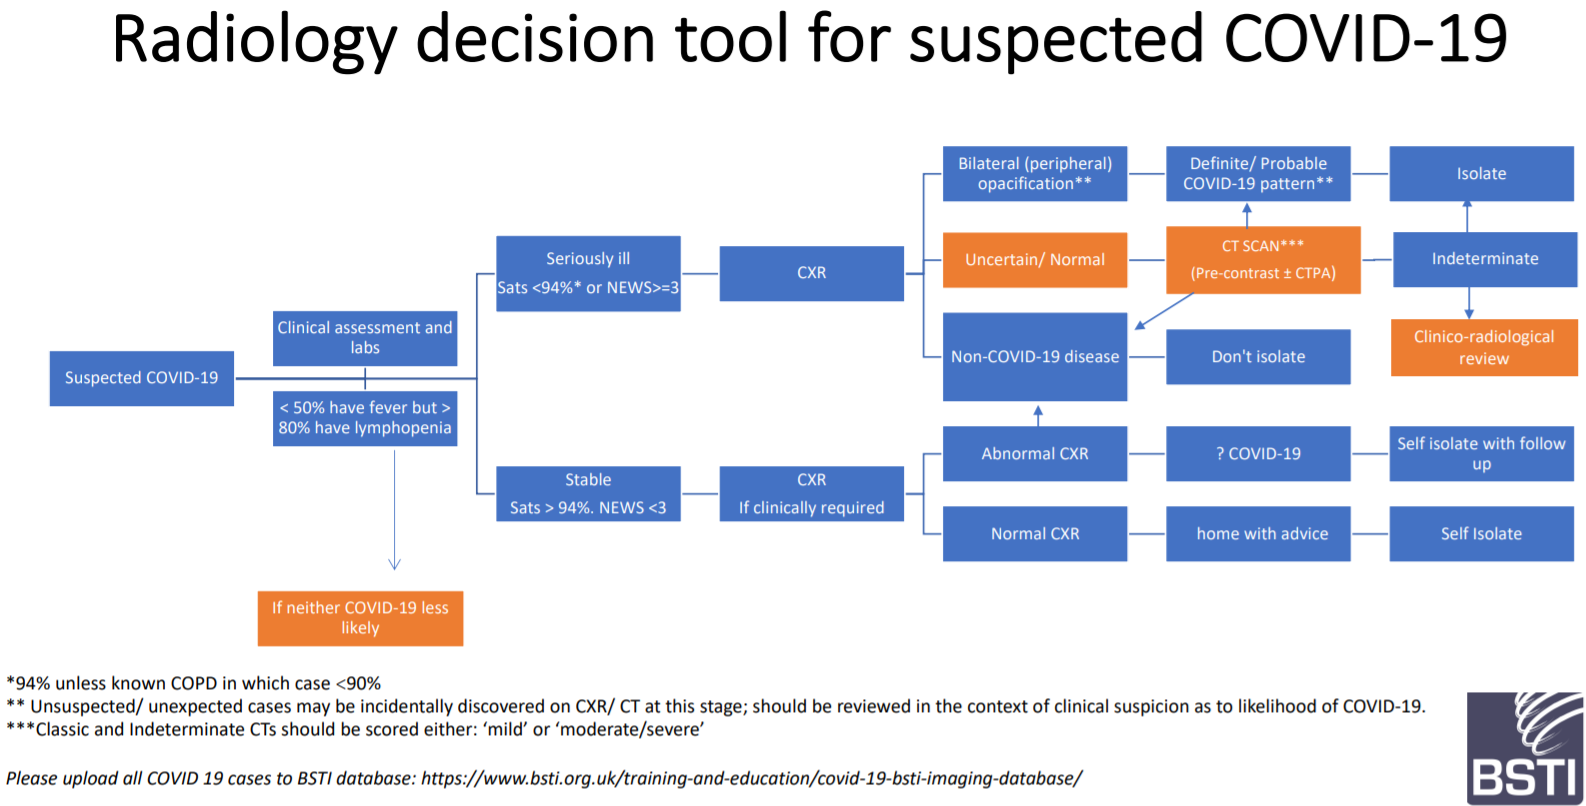 Radiology decision tool for suspected COVID-19
Suspected COVID-19
Clinical assessment and
labs
< 50% have fever but >
80% have lymphopenia
If neither COVID-19 less
likely
Seriously ill
Sats <94%* or NEWS>=3
CXR
Bilateral (peripheral)
opacification**
Definite/ Probable
COVID-19 pattern**
Isolate
Uncertain/ Normal
CT SCAN***
(Pre-contrast ± CTPA)
Indeterminate
Clinico-radiological
review
Non-COVID-19 disease
Don't isolate
Stable
Sats > 94%. NEWS <3
CXR
If clinically required
Abnormal CXR
? COVID-19
Self isolate with follow
up
Normal CXR
home with advice
Self Isolate
*94% unless known COPD in which case <90%
** Unsuspected/ unexpected cases may be incidentally discovered on CXR/ CT at this stage; should be reviewed in the context of clinical suspicion as to likelihood of COVID-19.
***Classic and Indeterminate CTs should be scored either: ‘mild’ or ‘moderate/severe’
Please upload all COVID 19 cases to BSTI database: https://www.bsti.org.uk/training-and-education/covid-19-bsti-imaging-database/
BSTI